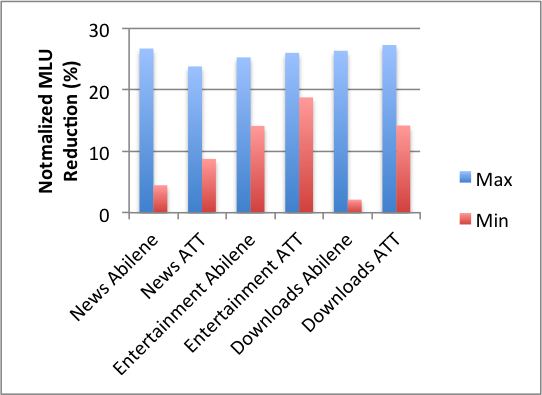 Notmalized MLU
Reduction (%)
30
20
10
0
News Abilene
News ATT
Entertainment Abilene
Entertainment ATT
Downloads Abilene
Downloads ATT
Max
Min